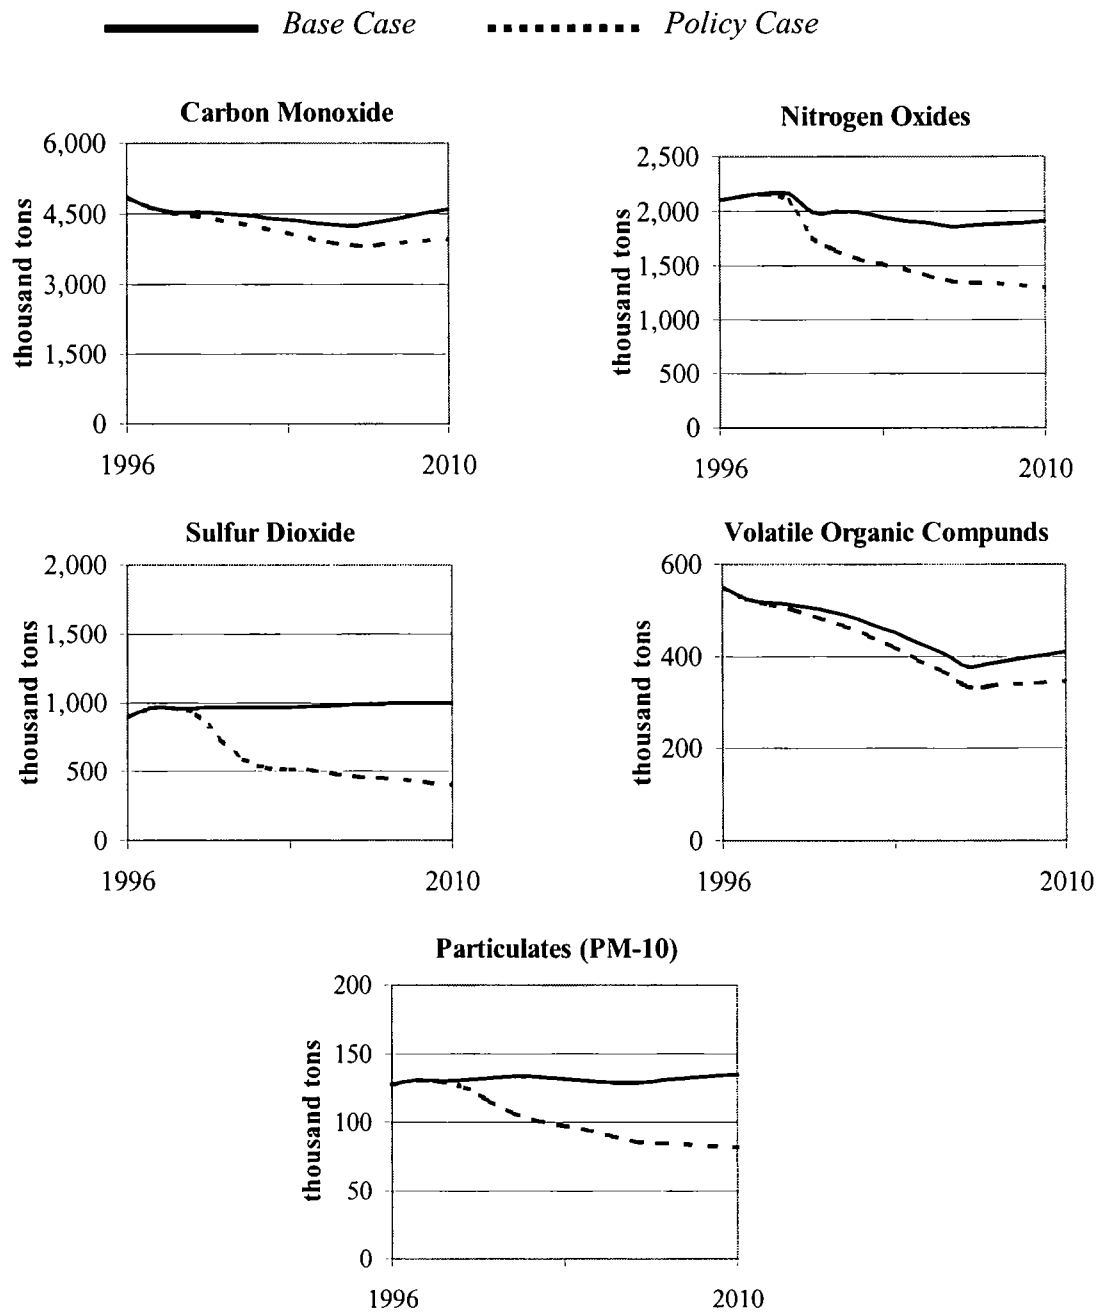 Base Case Policy Case
Carbon Monoxide
6,000
4,500
3,000
1,500
0
thousand tons
1996 2010
Nitrogen Oxides
2,500
2,000
1,500
1,000
500
0
thousand tons
1996 2010
Sulfur Dioxide
2,000
1,500
1,000
500
0
thousand tons
1996 2010
Volatile Organic Compunds
600
400
200
0
thousand tons
1996 2010
Particulates (PM-10)
200
150
100
50
0
thousand tons
1996 2010